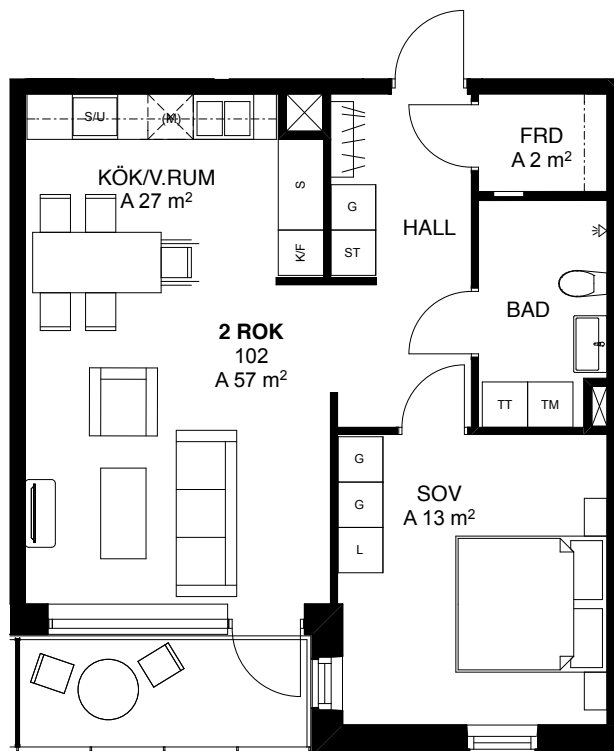 S/U
(M)
FRD
A 2 m²
KÖK/V.RUM
A 27 m²
S
G
HALL
K/F
ST
BAD
2 ROK
102
A 57 m²
TT
TM
G
SOV
A 13 m²
G
L